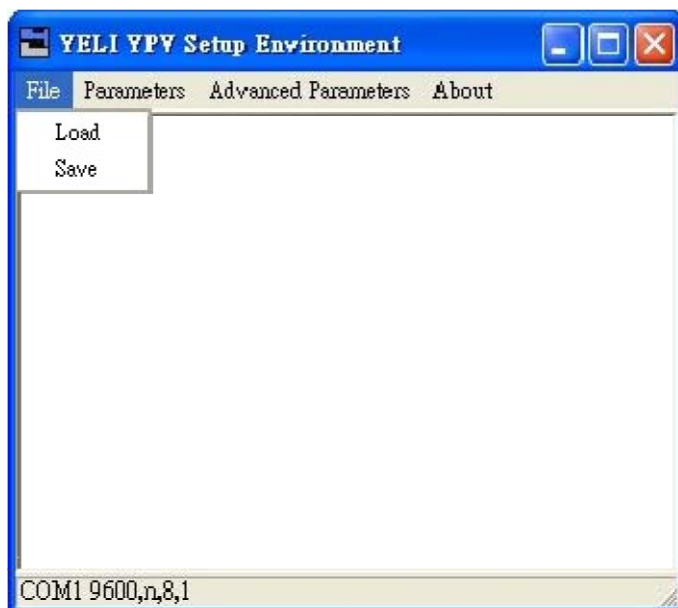 YELI YPV Setup Environment
File Parameters Advanced Parameters About
Load
Save
COM1 9600,n,8,1